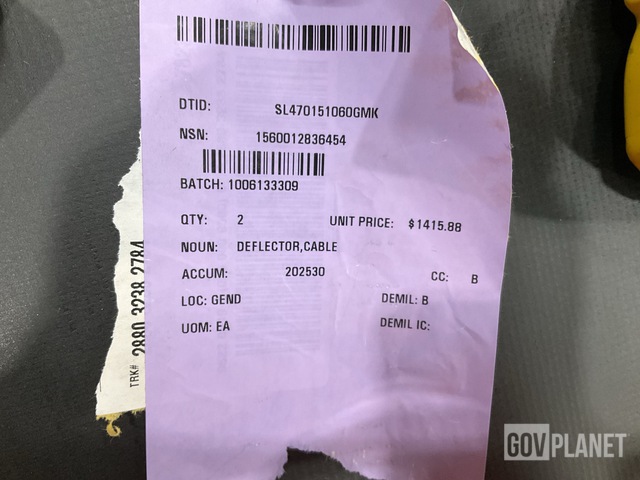 DTID: SL470151060GMK
NSN: 1560012836454
BATCH: 1006133309
QTY: 2 UNIT PRICE: $1415.88
NOUN: DEFLECTOR,CABLE
ACCUM: 202530 CC: B
LOC: GEND DEMIL: B
UOM: EA DEMIL IC:
TRK# 2880 3238 2784
GOVPLANET